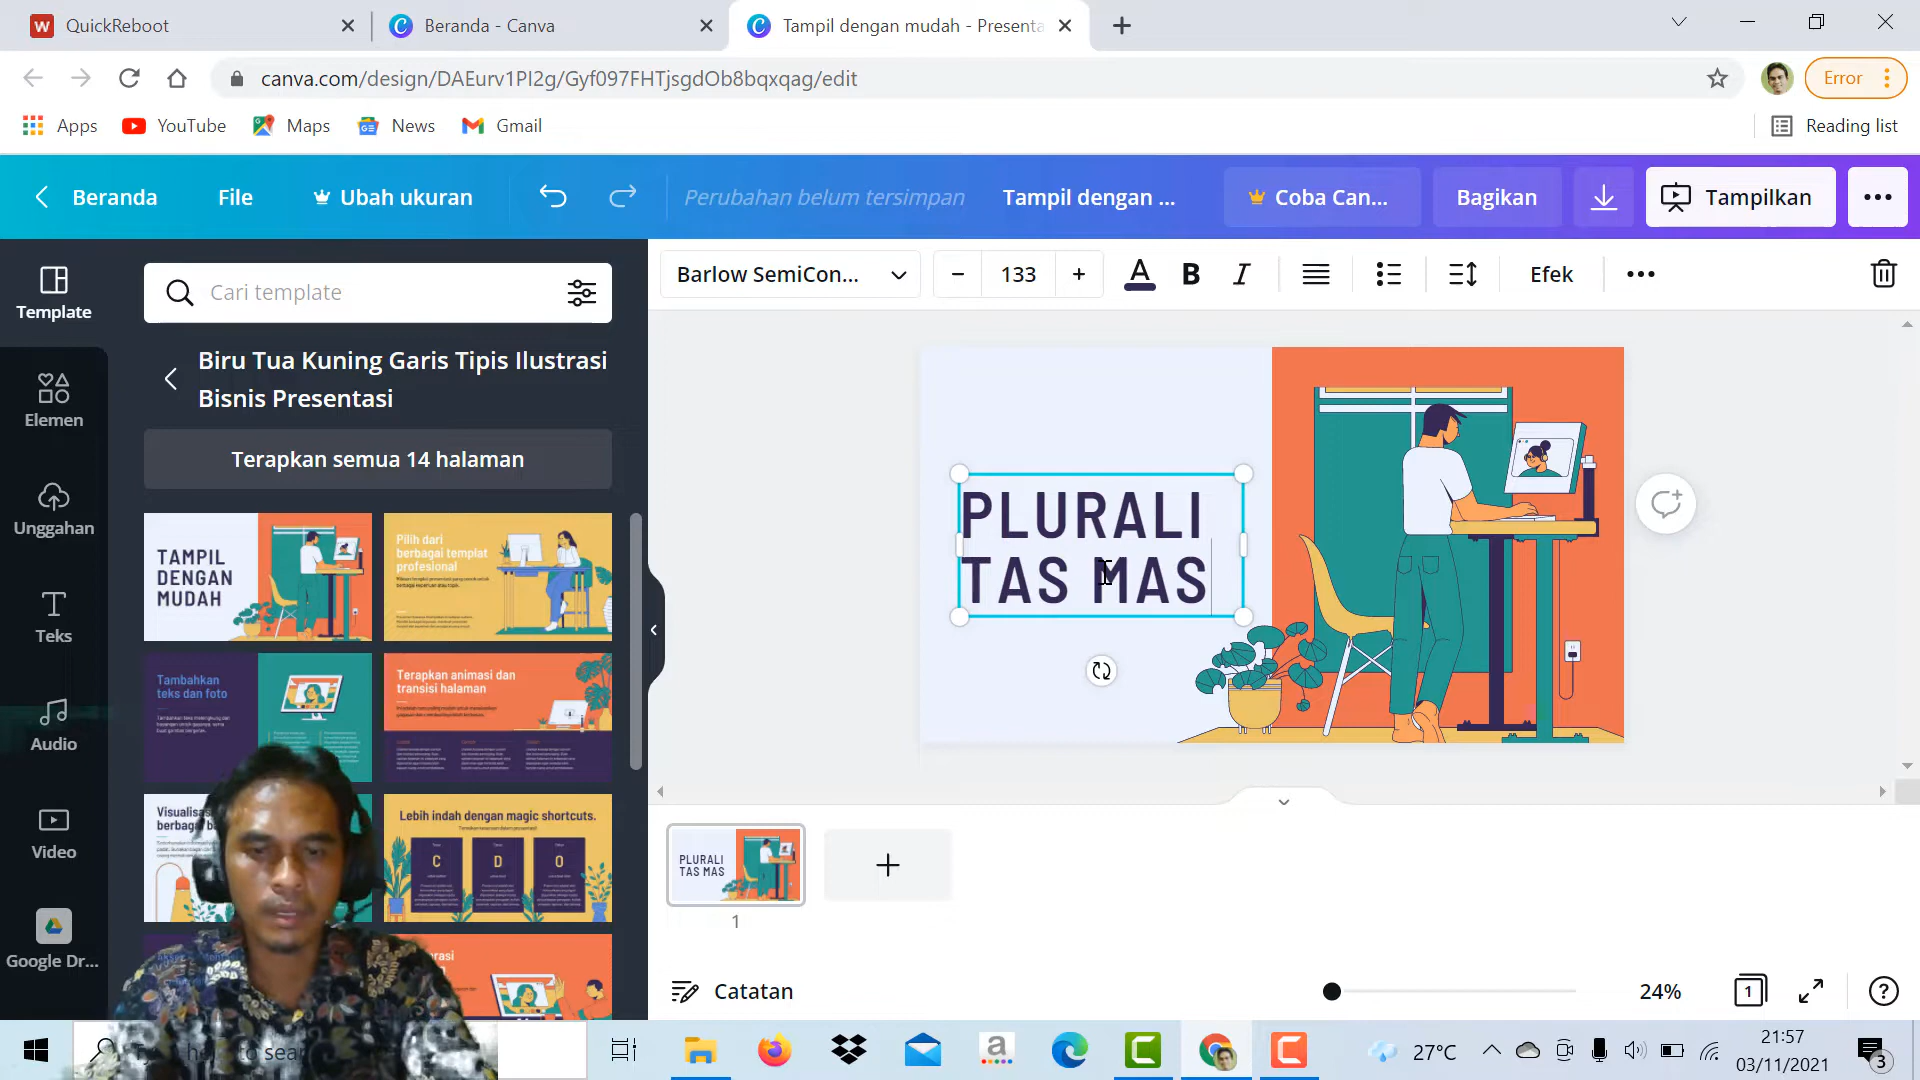 QuickReboot
Beranda - Canva
Tampil dengan mudah - Presenta
canva.com/design/DAEurv1PI2g/Gyf097FHTjsgdOb8bqxqag/edit
Error
Apps
YouTube
Maps
News
Gmail
Reading list
Beranda
File
Ubah ukuran
Perubahan belum tersimpan
Tampil dengan ...
Coba Can...
Bagikan
Tampilkan
Template
Cari template
Barlow SemiCon...
133
B
I
Efek
Biru Tua Kuning Garis Tipis Ilustrasi
Bisnis Presentasi
Terapkan semua 14 halaman
Elemen
Unggahan
Teks
Audio
Video
Google Dr...
TAMPIL
DENGAN
MUDAH
Pilih dari
berbagai templat
profesional
Tambahkan
teks dan foto
Terapkan animasi dan
transisi halaman
Lebih indah dengan magic shortcuts.
C
D
O
PLURALI
TAS MAS
PLURALI
TAS MAS
1
Catatan
24%
1
27°C
21:57
03/11/2021
3